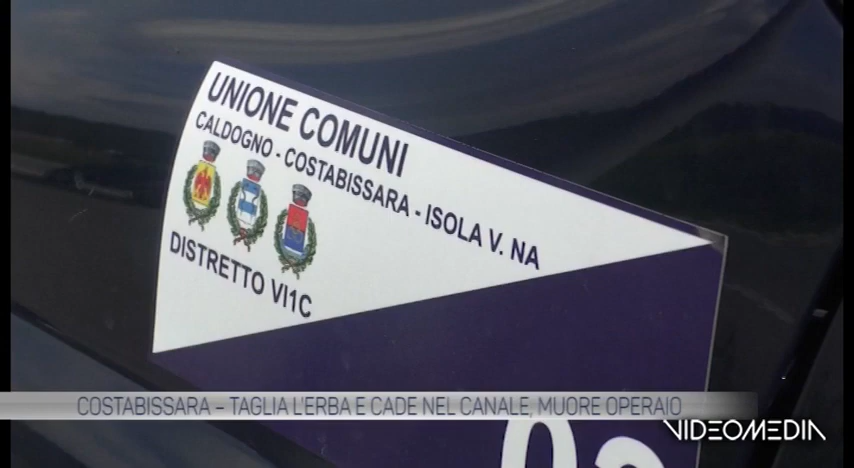 UNIONE COMUNI
CALDOGNO - COSTABISSARA - ISOLA V. NA
DISTRETTO VI1C
COSTABISSARA – TAGLIA L'ERBA E CADE NEL CANALE, MUORE OPERAIO
VIDEOMEDIA